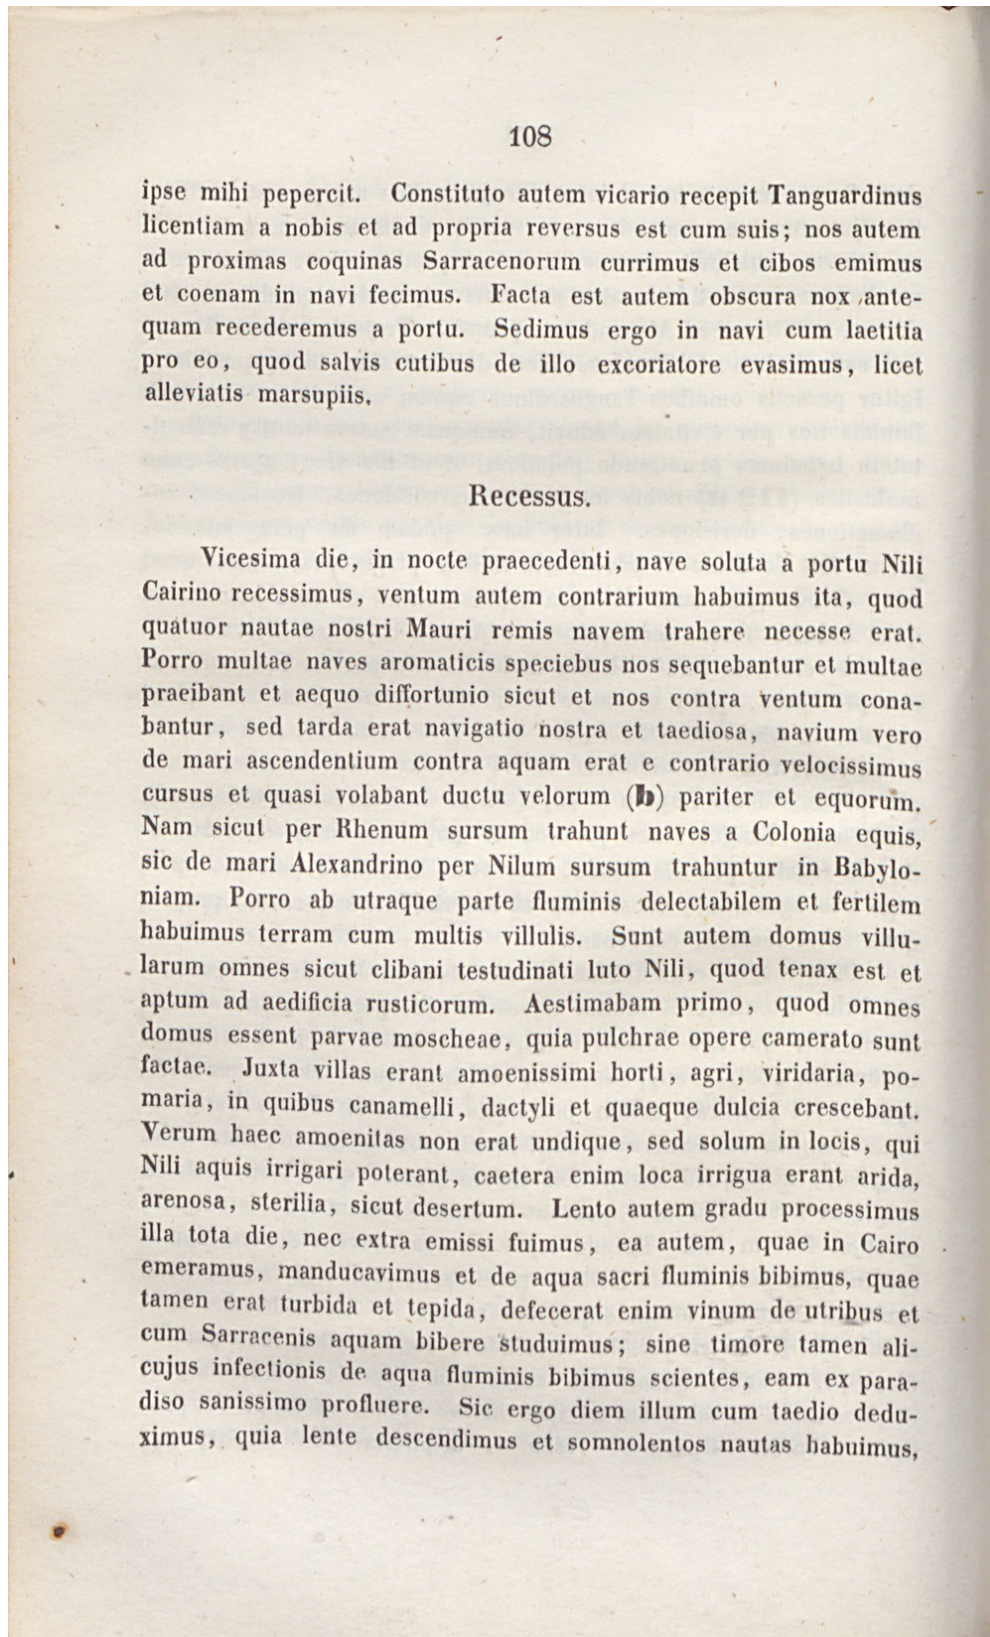 108
ipse mihi pepercit. Constituto autem vicario recepit Tanguardinus
licentiam a nobis et ad propria reversus est cum suis; nos autem
ad proximas coquinas Sarracenorum currimus et cibos emimus
et coenam in navi fecimus. Facta est autem obscura nox ante-
quam recederemus a portu. Sedimus ergo in navi cum laetitia
pro eo, quod salvis cutibus de illo excoriatore evasimus, licet
alleviatis marsupiis.
Recessus.
Vicesima die, in nocte praecedenti, nave soluta a portu Nili
Cairino recessimus, ventum autem contrarium habuimus ita, quod
quatuor nautae nostri Mauri remis navem trahere necesse erat.
Porro multae naves aromaticis speciebus nos sequebantur et multae
praeibant et aequo diffortunio sicut et nos contra ventum cona-
bantur, sed tarda erat navigatio nostra et taediosa, navium vero
de mari ascendentium contra aquam erat e contrario velocissimus
cursus et quasi volabant ductu velorum (b) pariter et equorum.
Nam sicut per Rhenum sursum trahunt naves a Colonia equis,
sic de mari Alexandrino per Nilum sursum trahuntur in Babylo-
niam. Porro ab utraque parte fluminis delectabilem et fertilem
habuimus terram cum multis villulis. Sunt autem domus villu-
larum omnes sicut clibani testudinati luto Nili, quod tenax est et
aptum ad aedificia rusticorum. Aestimabam primo, quod omnes
domus essent parvae moscheae, quia pulchrae opere camerato sunt
factae. Juxta villas erant amoenissimi horti, agri, viridaria, po-
maria, in quibus canamelli, dactyli et quaeque dulcia crescebant.
Verum haec amoenitas non erat undique, sed solum in locis, qui
Nili aquis irrigari poterant, caetera enim loca irrigua erant arida,
arenosa, sterilia, sicut desertum. Lento autem gradu processimus
illa tota die, nec extra emissi fuimus, ea autem, quae in Cairo
emeramus, manducavimus et de aqua sacri fluminis bibimus, quae
tamen erat turbida et tepida, defecerat enim vinum de utribus et
cum Sarracenis aquam bibere studuimus; sine timore tamen ali-
cujus infectionis de aqua fluminis bibimus scientes, eam ex para-
diso sanissimo profluere. Sic ergo diem illum cum taedio dedu-
ximus, quia lente descendimus et somnolentos nautas habuimus,